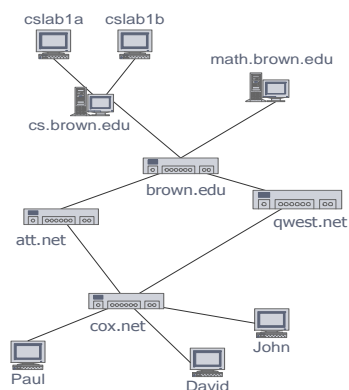 cslab1a cslab1b
math.brown.edu
cs.brown.edu
brown.edu
qwest.net
att.net
cox.net
John
Paul
David